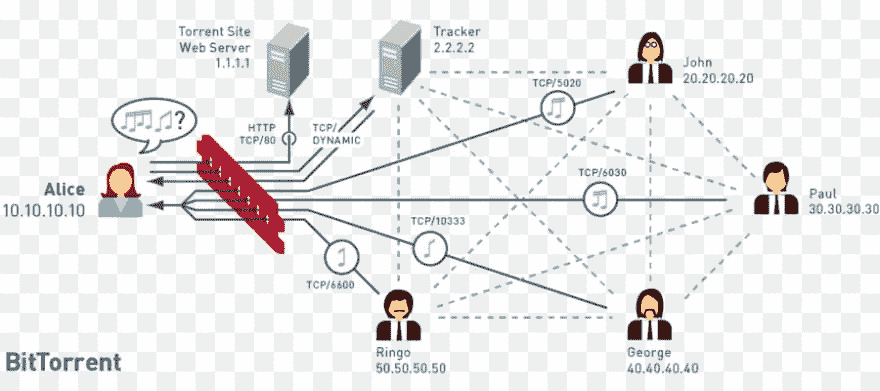 Torrent Site
Web Server
1.1.1.1
Tracker
2.2.2.2
John
20.20.20.20
TCP/5020
?
HTTP
TCP/80
TCP/
DYNAMIC
Alice
10.10.10.10
TCP/6030
Paul
30.30.30.30
TCP/10333
TCP/6600
Ringo
50.50.50.50
George
40.40.40.40
BitTorrent